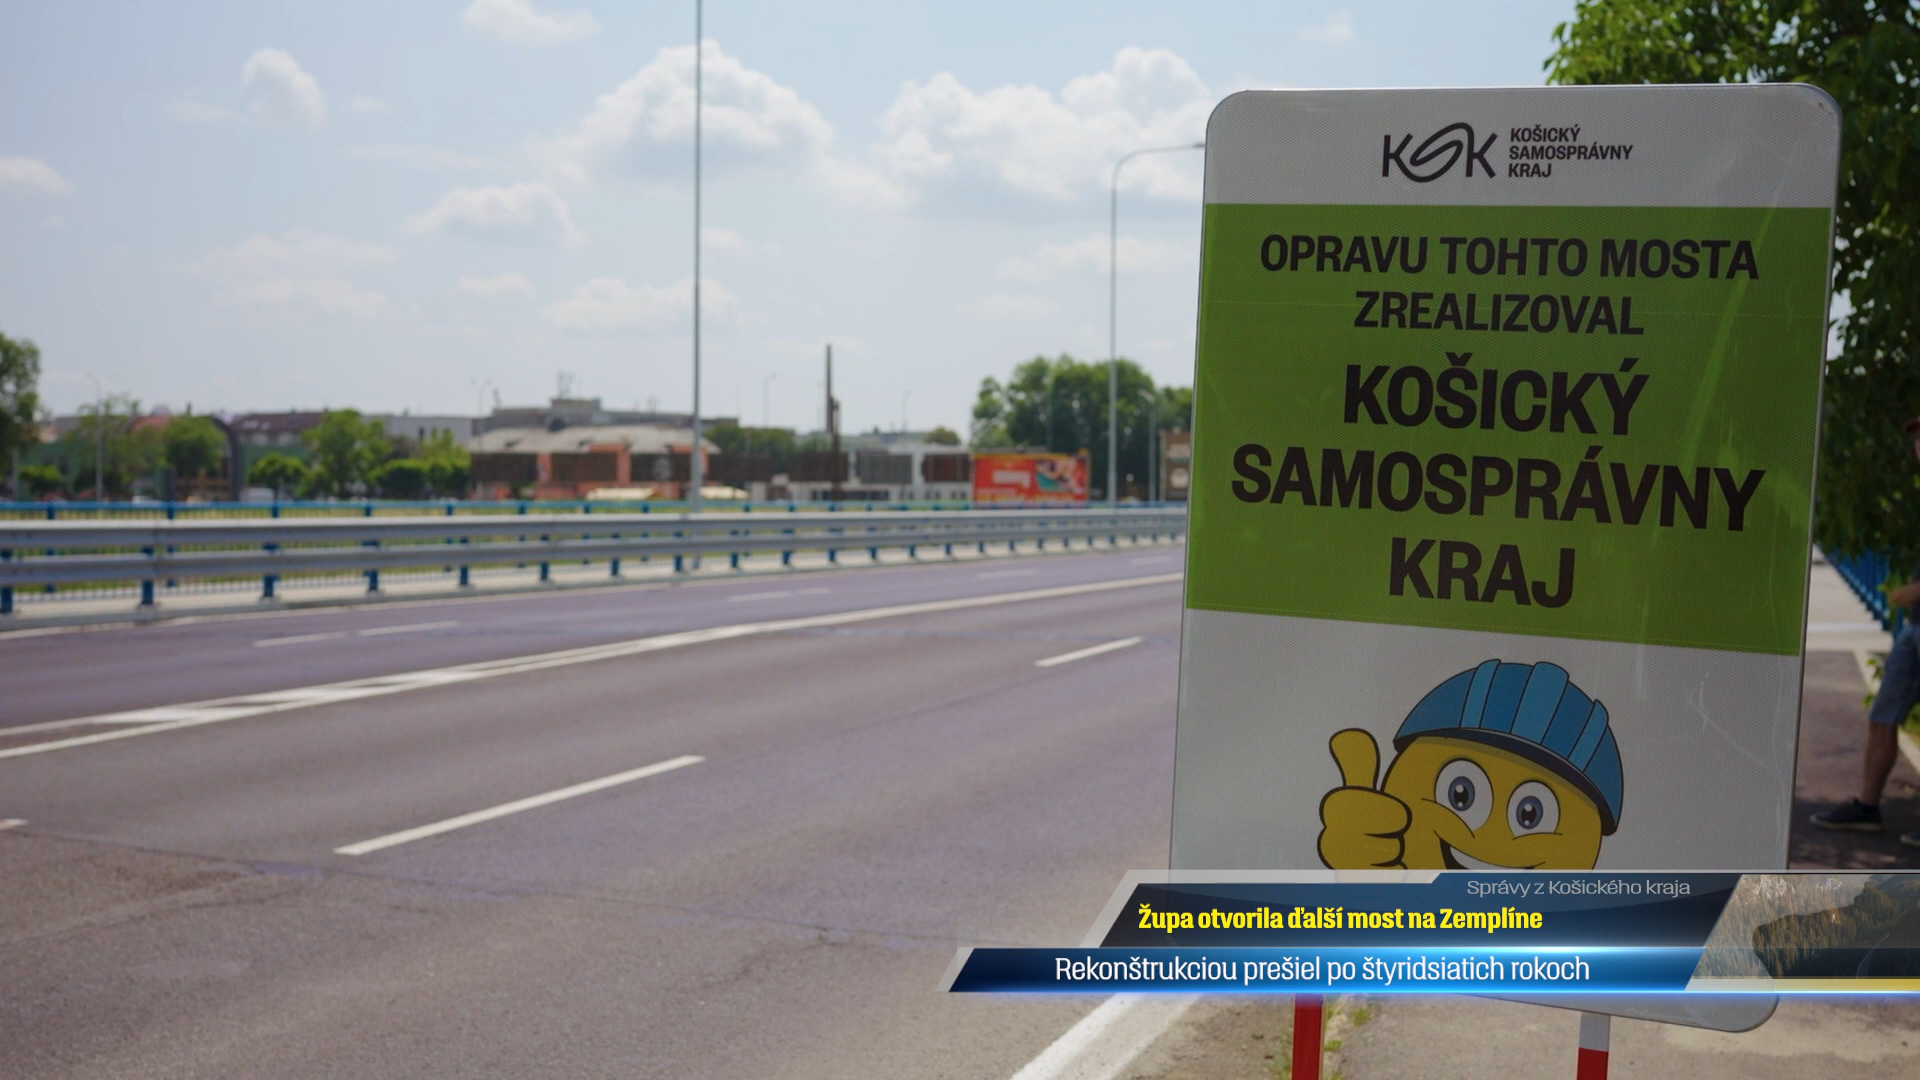 KSK
KOŠICKÝ
SAMOSPRÁVNY
KRAJ
OPRAVU TOHTO MOSTA
ZREALIZOVAL
KOŠICKÝ
SAMOSPRÁVNY
KRAJ
Správy z Košického kraja
Župa otvorila ďalší most na Zemplíne
Rekonštrukciou prešiel po štyridsiatich rokoch